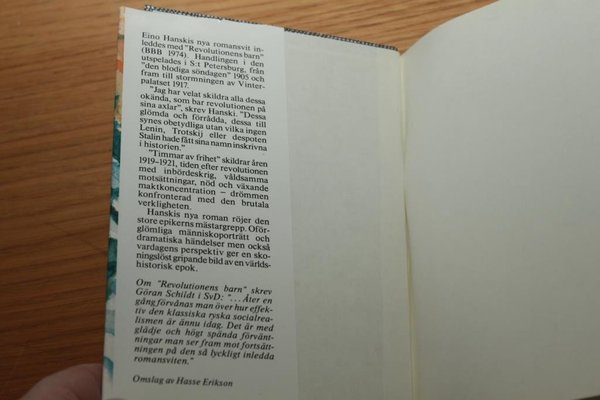 Eino Hanskis nya romansvit in-
leddes med "Revolutionens barn"
(BBB 1974). Handlingen i den
utspelades i S:t Petersburg, från
"den blodiga söndagen" 1905 och
fram till stormningen av Vinter-
palatset 1917.
"Jag har velat skildra alla dessa
okända, som bar revolutionen på
sina axlar", skrev Hanski. "Dessa
glömda och förrådda, dessa till
synes obetydliga utan vilka ingen
Lenin, Trotskij eller despoten
Stalin hade fått sina namn inskrivna
i historien."
"Timmar av frihet" skildrar åren
1919-1921, tiden efter revolutionen
med inbördeskrig, våldsamma
motsättningar, nöd och växande
maktkoncentration – drömmen
konfronterad med den brutala
verkligheten.
Hanskis nya roman röjer den
store epikerns mästargrepp. Oför-
glömliga människoporträtt och
dramatiska händelser men också
vardagens perspektiv ger en sko-
ningslöst gripande bild av en världs-
historisk epok.
Om "Revolutionens barn" skrev
Göran Schildt i SvD: "... Åter en
gång förvånas man över hur effek-
tiv den klassiska ryska socialrea-
lismen är ännu idag. Det är med
glädje och högt spända förvänt-
ningar man ser fram mot fortsätt-
ningen på den så lyckligt inledda
romansviten."
Omslag av Hasse Erikson